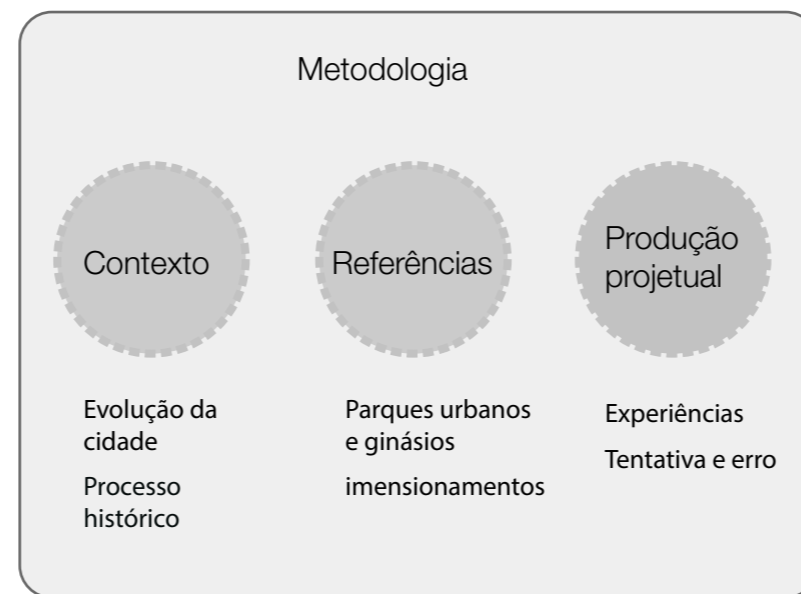 Metodologia
Contexto
Referências
Produção
projetual
Evolução da
cidade
Processo
histórico
Parques urbanos
e ginásios
imensionamentos
Experiências
Tentativa e erro